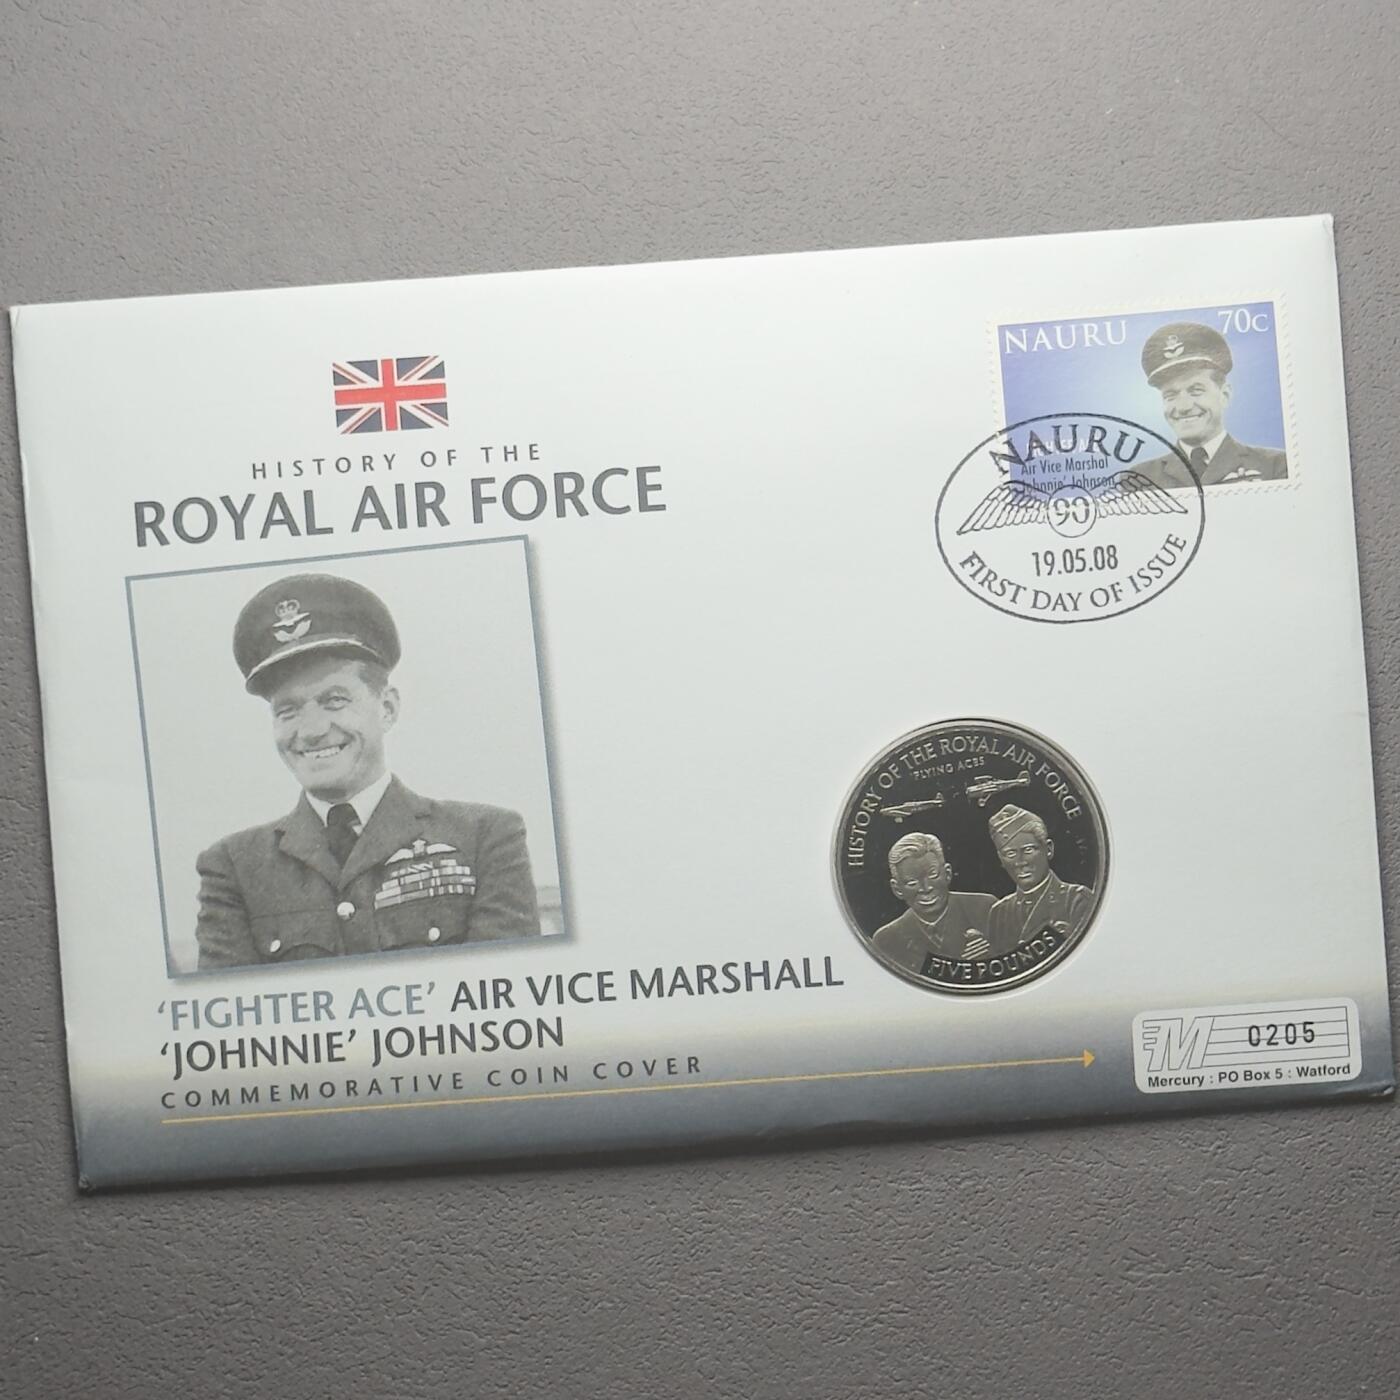 HISTORY OF THE
ROYAL AIR FORCE
'FIGHTER ACE' AIR VICE MARSHALL
'JOHNNIE' JOHNSON
COMMEMORATIVE COIN COVER
NAURU 70c
Air Vice Marshal
'Johnnie' Johnson
NAURU
90
19.05.08
FIRST DAY OF ISSUE
HISTORY OF THE ROYAL AIR FORCE
FLYING ACES
FIVE POUNDS
M 0205
Mercury : PO Box 5 : Watford